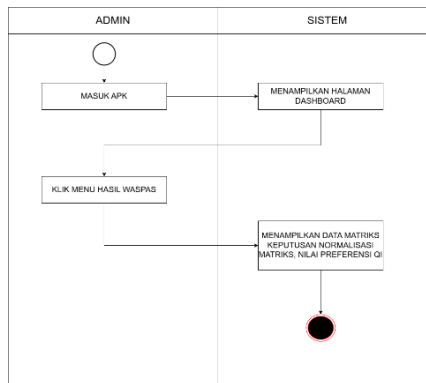 ADMIN
SISTEM
MASUK APK
MENAMPILKAN HALAMAN
DASHBOARD
KLIK MENU HASIL WASPAS
MENAMPILKAN DATA MATRIKS
KEPUTUSAN NORMALISASI
MATRIKS, NILAI PREFERENSI QI